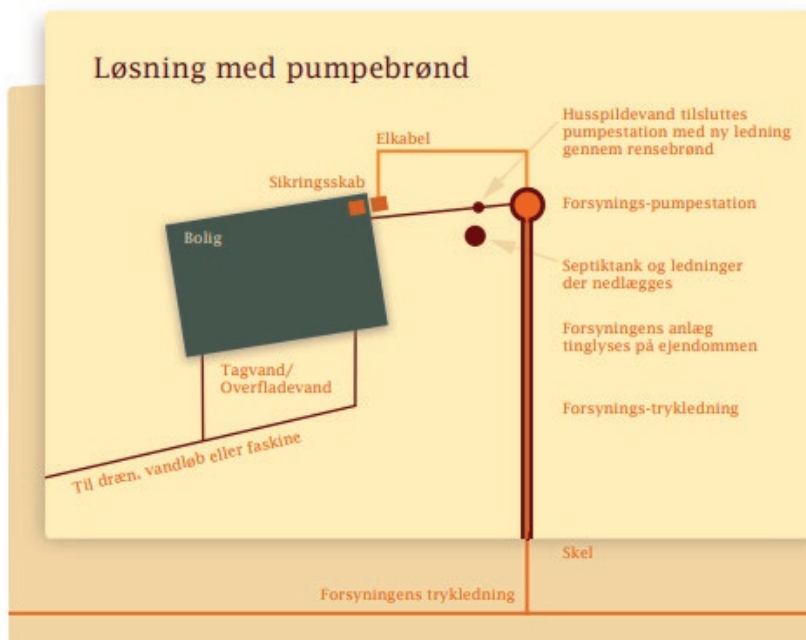 Løsning med pumpebrønd
Husspildevand tilsluttes
pumpestation med ny ledning
gennem rensebrønd
Elkabel
Sikringsskab
Forsynings-pumpestation
Bolig
Septiktank og ledninger
der nedlægges
Forsyningens anlæg
tinglyses på ejendommen
Tagvand/
Overfladevand
Forsynings-trykledning
Til dræn, vandløb eller faskine
Skel
Forsyningens trykledning